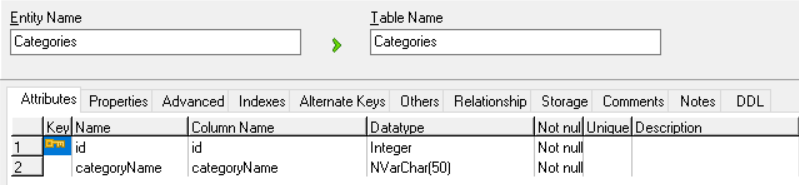 Entity Name Table Name
Categories Categories
Attributes Properties Advanced Indexes Alternate Keys Others Relationship Storage Comments Notes DDL
Key Name Column Name Datatype Not nul Unique Description
1 id id Integer Not null
2 categoryName categoryName NVarChar(50) Not null